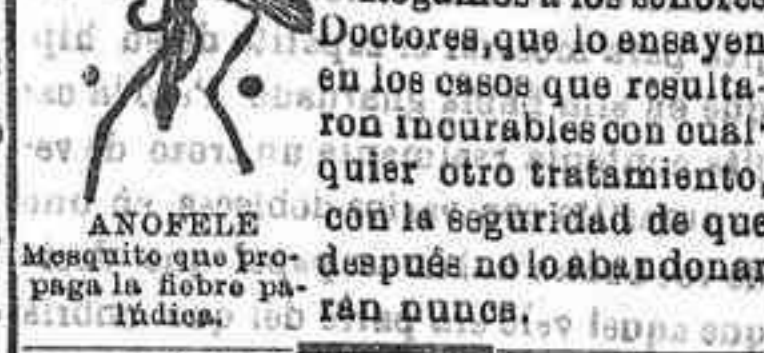 Doctores, que lo ensayen
en los casos que resulta-
ron incurables con cual-
quier otro tratamiento,
con la seguridad de que
después no lo abandonar
rán nunca.
ANOFELE
Mosquito que pro-
paga la fiebre pa-
lúdica.